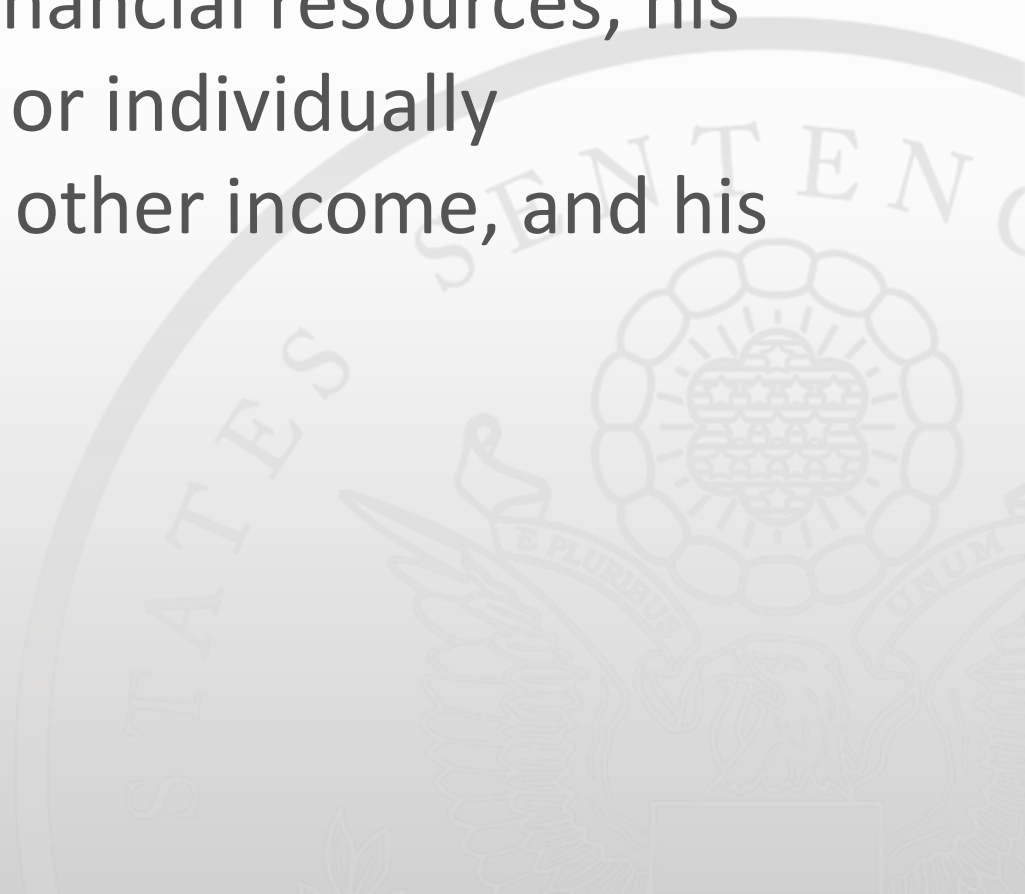 nancial resources, his
or individually
other income, and his
STATES SENTENC
E PLURIBUS
UNUM